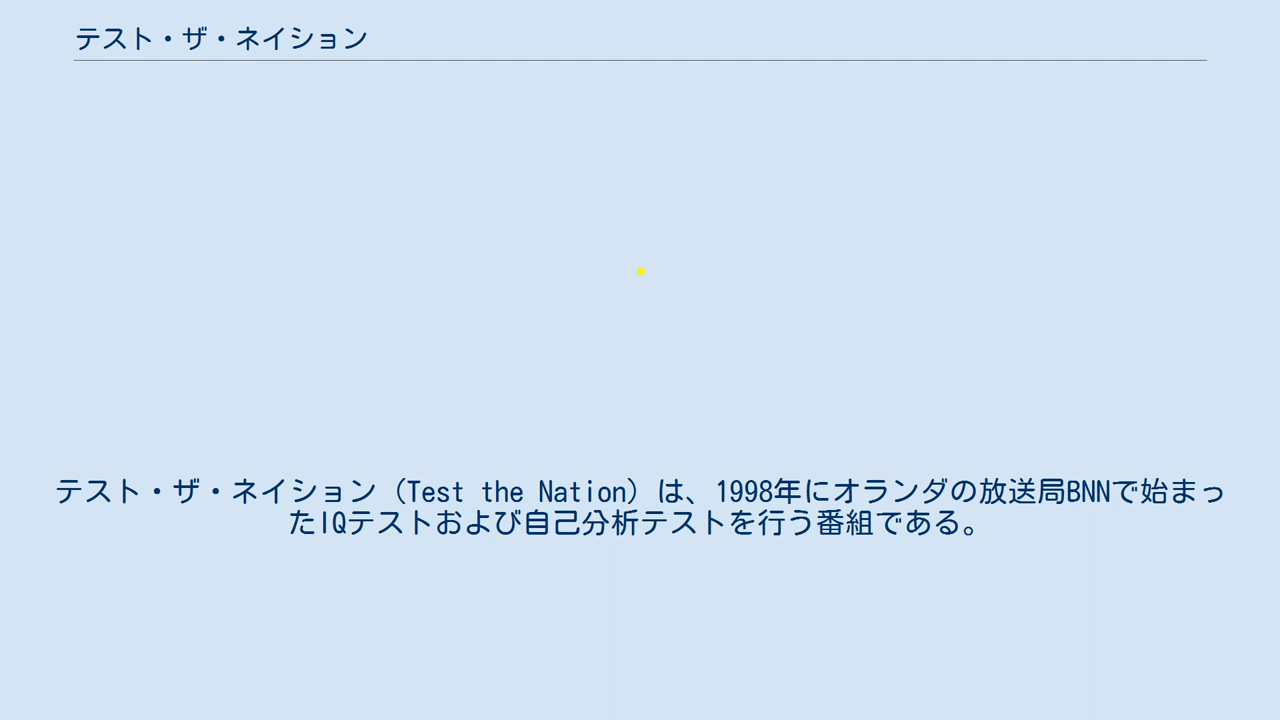 テスト・ザ・ネイション
テスト・ザ・ネイション（Test the Nation）は、1998年にオランダの放送局BNNで始まっ
たIQテストおよび自己分析テストを行う番組である。